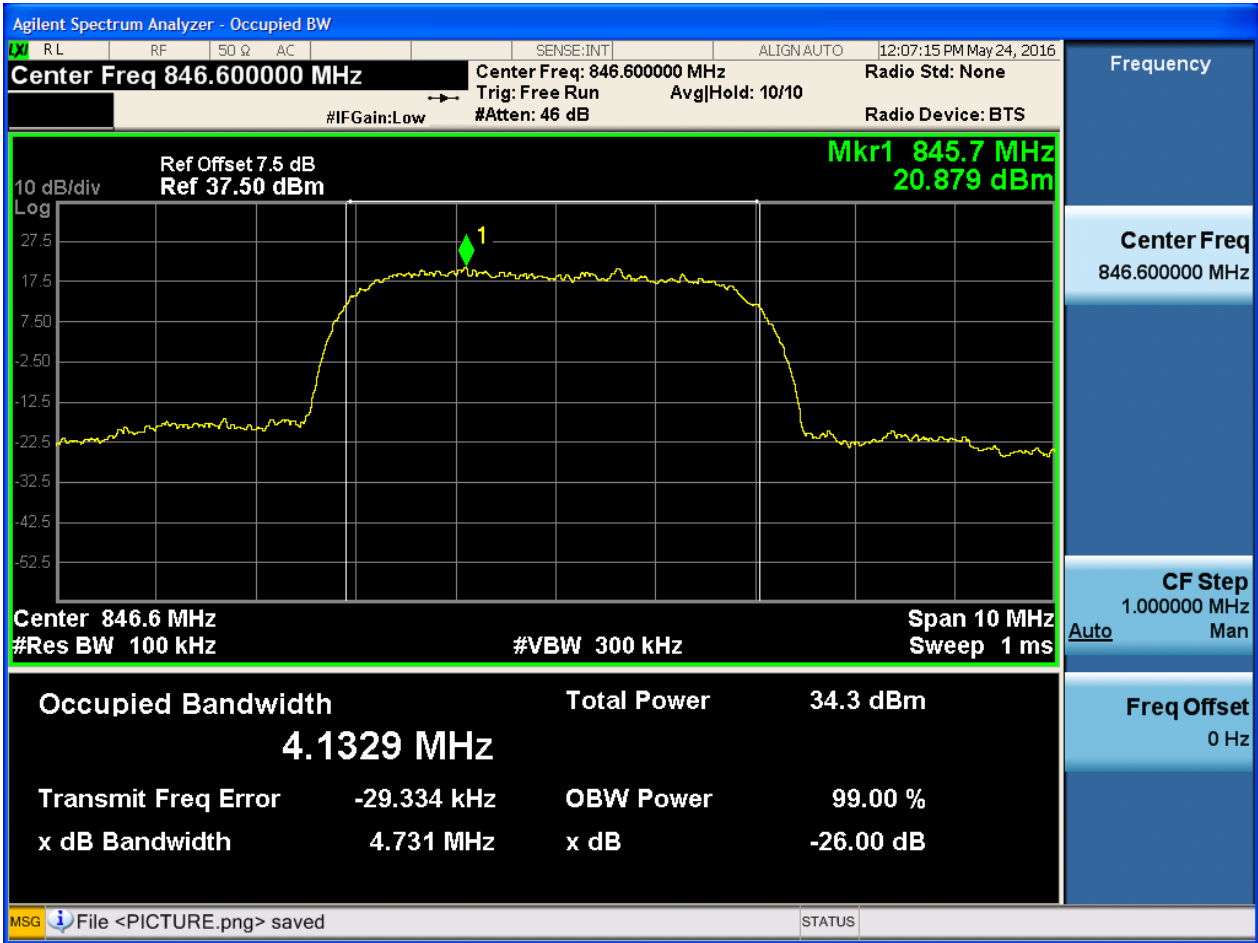 Agilent Spectrum Analyzer - Occupied BW
LXI RL RF 50 Ω AC SENSE:INT ALIGN AUTO 12:07:15 PM May 24, 2016
Center Freq 846.600000 MHz
Center Freq: 846.600000 MHz
Radio Std: None
Trig: Free Run Avg|Hold: 10/10
#IFGain:Low
#Atten: 46 dB
Radio Device: BTS
Mkr1 845.7 MHz
20.879 dBm
Ref Offset 7.5 dB
10 dB/div Ref 37.50 dBm
Log
27.5
1
17.5
7.50
-2.50
-12.5
-22.5
-32.5
-42.5
-52.5
Center 846.6 MHz Span 10 MHz
#Res BW 100 kHz #VBW 300 kHz Sweep 1 ms
Occupied Bandwidth Total Power 34.3 dBm
4.1329 MHz
Transmit Freq Error -29.334 kHz OBW Power 99.00 %
x dB Bandwidth 4.731 MHz x dB -26.00 dB
Frequency
Center Freq
846.600000 MHz
CF Step
1.000000 MHz
Auto Man
Freq Offset
0 Hz
MSG File <PICTURE.png> saved STATUS